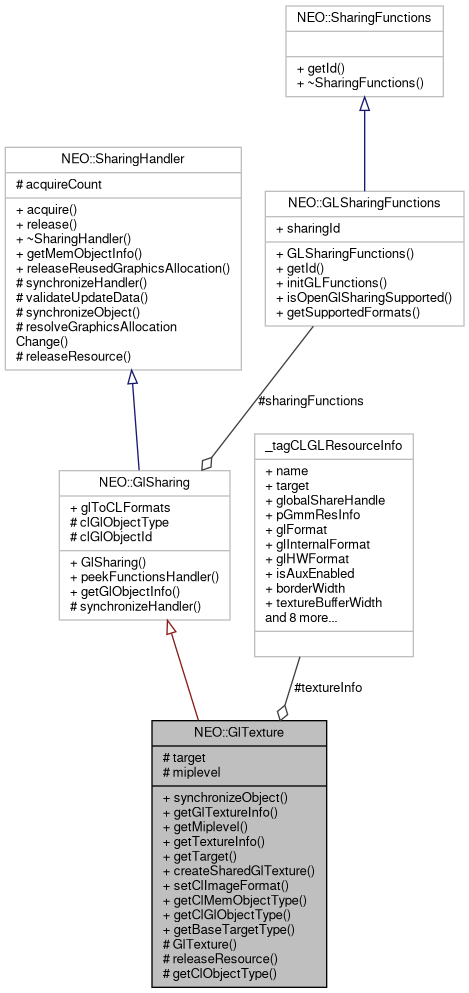 NEO::SharingFunctions
+ getId()
+ ~SharingFunctions()
NEO::SharingHandler
# acquireCount
+ acquire()
+ release()
+ ~SharingHandler()
+ getMemObjectInfo()
+ releaseReusedGraphicsAllocation()
# synchronizeHandler()
# validateUpdateData()
# synchronizeObject()
# resolveGraphicsAllocation
Change()
# releaseResource()
NEO::GLSharingFunctions
+ sharingId
+ GLSharingFunctions()
+ getId()
+ initGLFunctions()
+ isOpenGlSharingSupported()
+ getSupportedFormats()
#sharingFunctions
NEO::GlSharing
+ glToCLFormats
# clGlObjectType
# clGlObjectId
+ GlSharing()
+ peekFunctionsHandler()
+ getGlObjectInfo()
# synchronizeHandler()
_tagCLGLResourceInfo
+ name
+ target
+ globalShareHandle
+ pGmmResInfo
+ glFormat
+ glInternalFormat
+ glHWFormat
+ isAuxEnabled
+ borderWidth
+ textureBufferWidth
and 8 more...
#textureInfo
NEO::GlTexture
# target
# miplevel
+ synchronizeObject()
+ getGlTextureInfo()
+ getMiplevel()
+ getTextureInfo()
+ getTarget()
+ createSharedGlTexture()
+ setClImageFormat()
+ getClMemObjectType()
+ getClGlObjectType()
+ getBaseTargetType()
# GlTexture()
# releaseResource()
# getClObjectType()